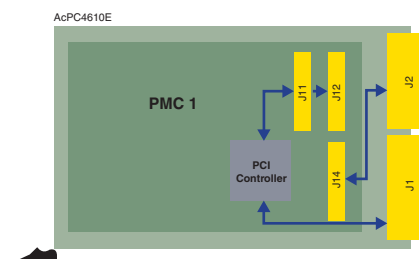 AcPC4610E
PMC 1
J11
J12
J2
PCI
Controller
J14
J1